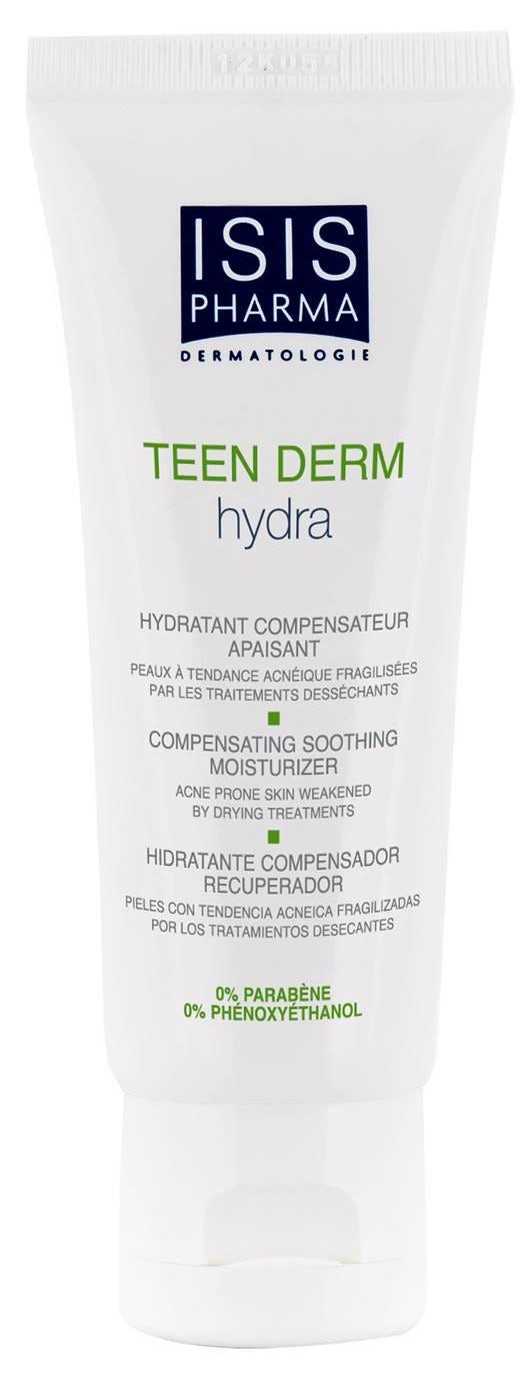 12K054
ISIS
PHARMA
DERMATOLOGIE
TEEN DERM
hydra
HYDRATANT COMPENSATEUR
APAISANT
PEAUX À TENDANCE ACNÉIQUE FRAGILISÉES
PAR LES TRAITEMENTS DESSÉCHANTS
COMPENSATING SOOTHING
MOISTURIZER
ACNE PRONE SKIN WEAKENED
BY DRYING TREATMENTS
HIDRATANTE COMPENSADOR
RECUPERADOR
PIELES CON TENDENCIA ACNEICA FRAGILIZADAS
POR LOS TRATAMIENTOS DESECANTES
0% PARABÈNE
0% PHÉNOXYÉTHANOL